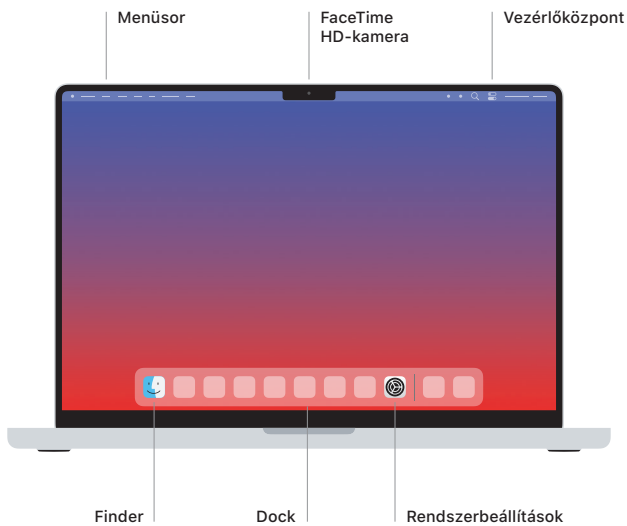 Menüsor
FaceTime
HD-kamera
Vezérlőközpont
Finder
Dock
Rendszerbeállítások